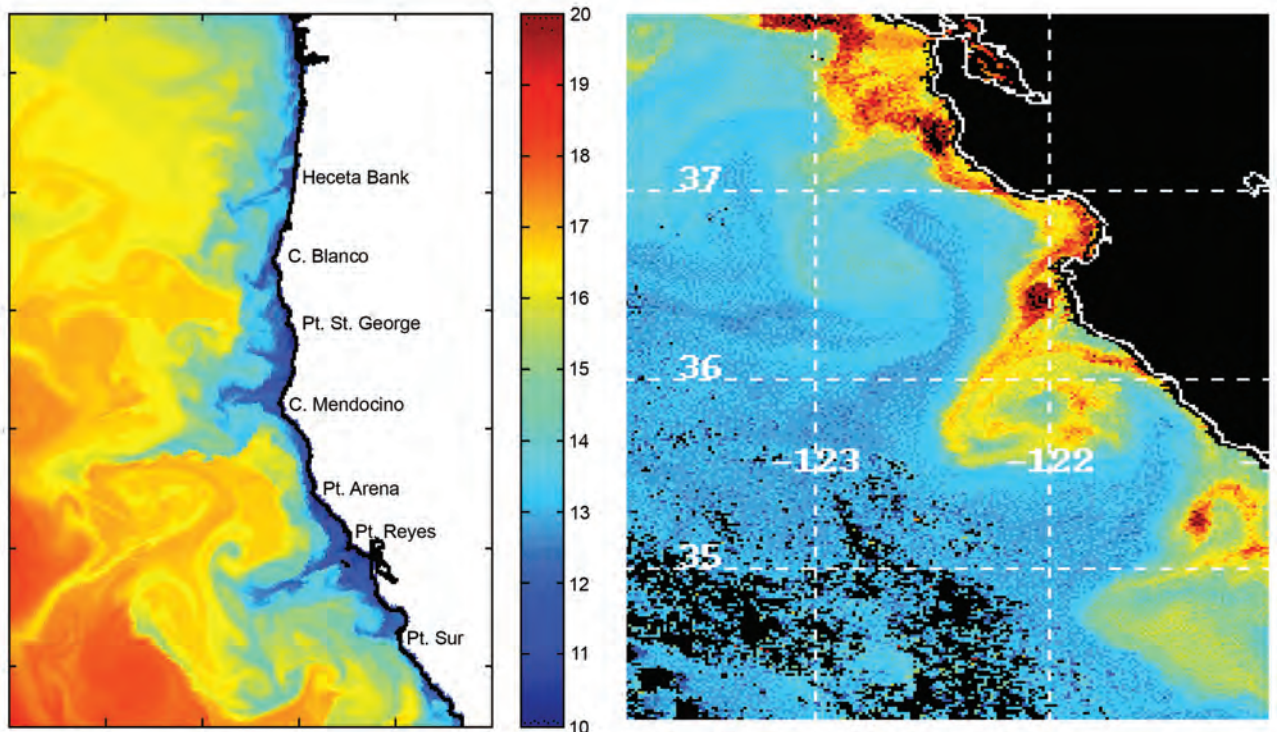 Heceta Bank
C. Blanco
Pt. St. George
C. Mendocino
Pt. Arena
Pt. Reyes
Pt. Sur
20
19
18
17
16
15
14
13
12
11
10
37
36
-123
-122
35